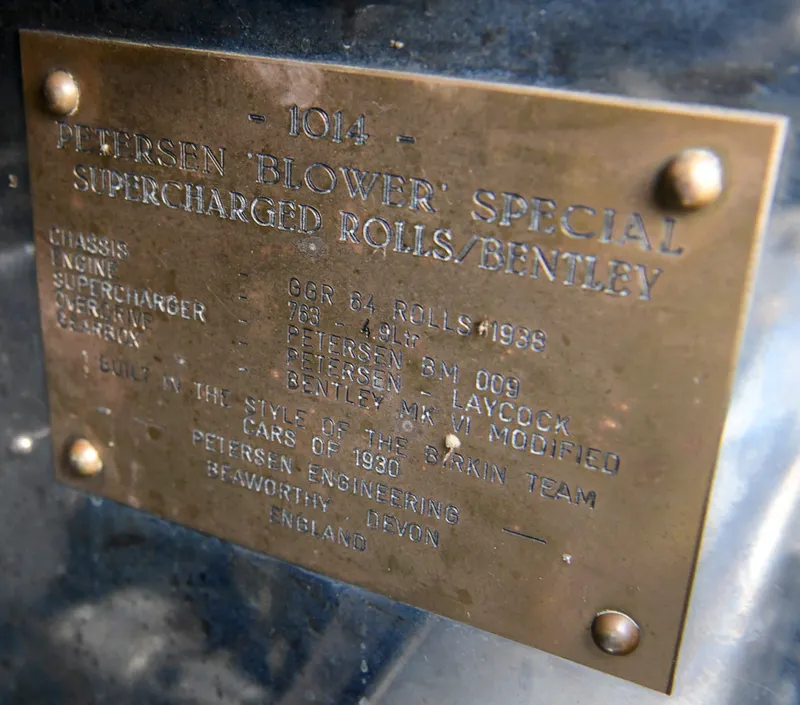 - 1014 -
PETERSEN 'BLOWER' SPECIAL
SUPERCHARGED ROLLS/BENTLEY
CHASSIS - GGR 64 ROLLS 1938
ENGINE - 763 - 4.9Ltr
SUPERCHARGER - PETERSEN BM 009
OVERDRIVE - PETERSEN - LAYCOCK
GEARBOX - BENTLEY MK VI MODIFIED
BUILT IN THE STYLE OF THE BIRKIN TEAM
CARS OF 1930
PETERSEN ENGINEERING
BEAWORTHY DEVON
ENGLAND